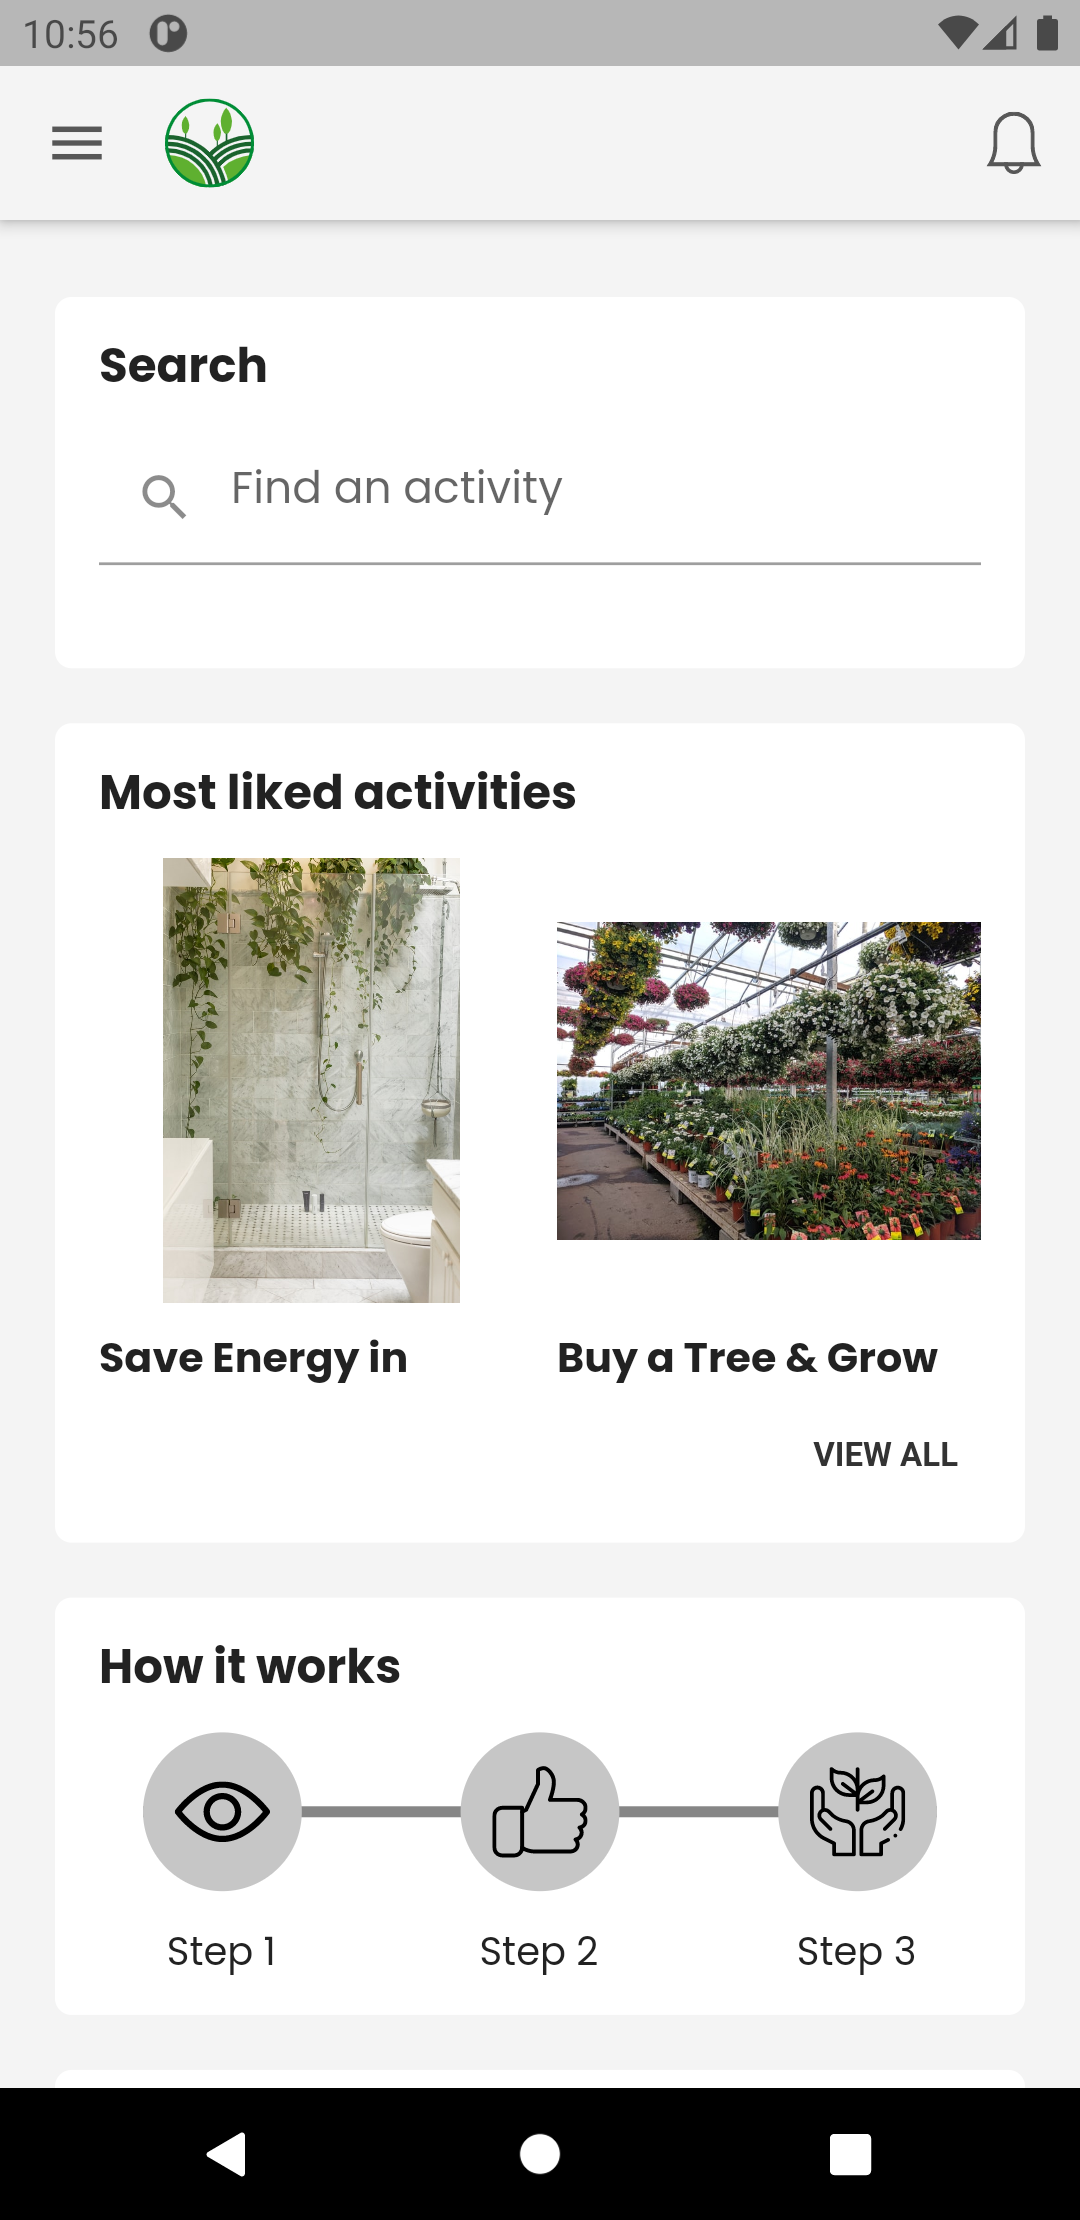 10:56
Search
Find an activity
Most liked activities
Save Energy in
Buy a Tree & Grow
VIEW ALL
How it works
Step 1
Step 2
Step 3